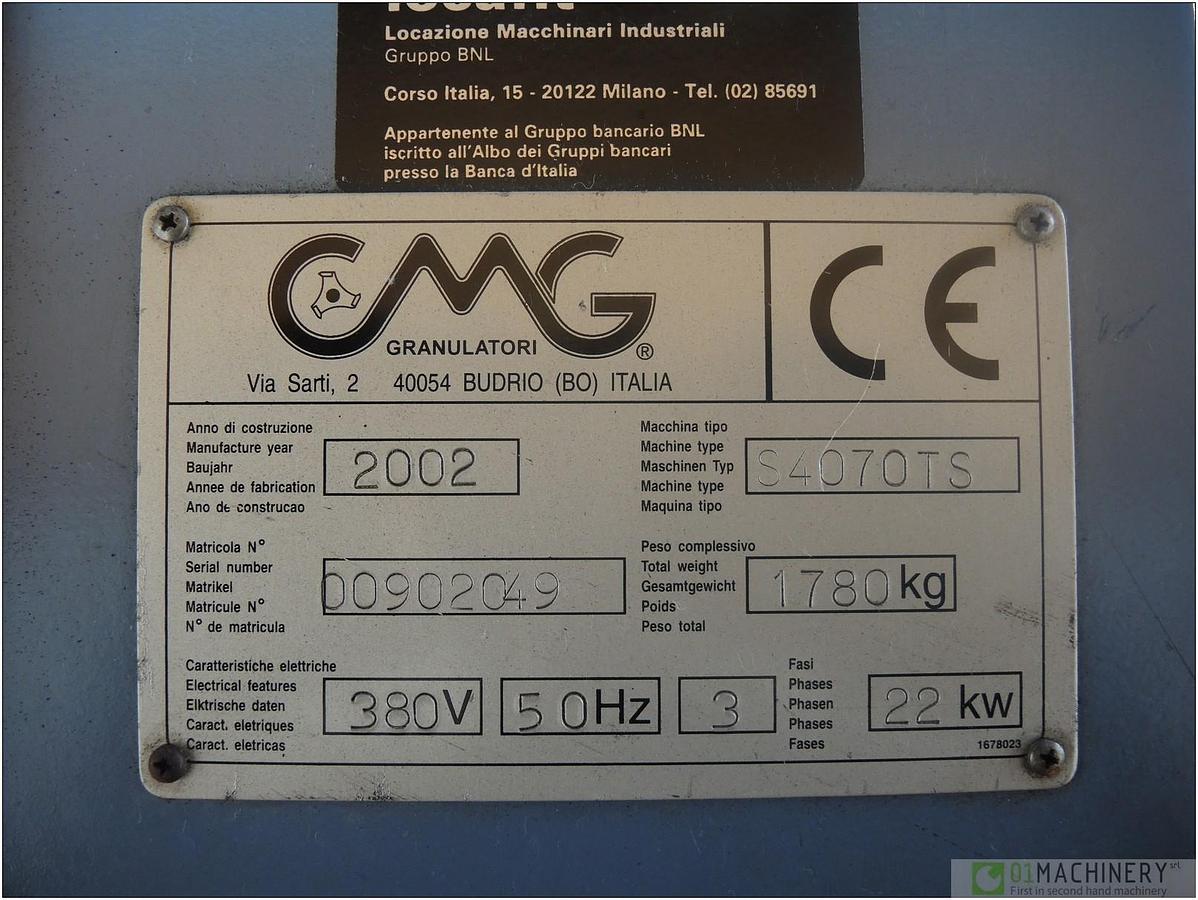 Locazione Macchinari Industriali
Gruppo BNL
Corso Italia, 15 - 20122 Milano - Tel. (02) 85691
Appartenente al Gruppo bancario BNL
iscritto all'Albo dei Gruppi bancari
presso la Banca d'Italia
CMG
GRANULATORI ®
Via Sarti, 2 40054 BUDRIO (BO) ITALIA
CE
Anno di costruzione
Manufacture year
Baujahr
Annee de fabrication
Ano de construcao
2002
Macchina tipo
Machine type
Maschinen Typ
Machine type
Maquina tipo
S4070TS
Matricola N°
Serial number
Matrikel
Matricule N°
N° de matricula
00902049
Peso complessivo
Total weight
Gesamtgewicht
Poids
Peso total
1780 kg
Caratteristiche elettriche
Electrical features
Elktrische daten
Caract. eletriques
Caract. eletricas
380V
50Hz
3
Fasi
Phases
Phasen
Phases
Fases
22 kw
1678023
01MACHINERY srl
First in second hand machinery